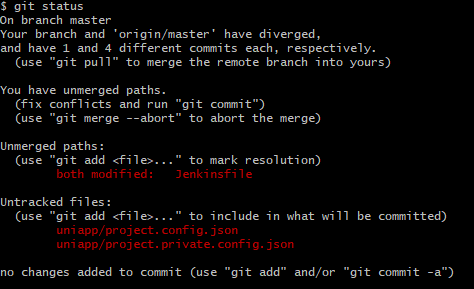 $ git status
On branch master
Your branch and 'origin/master' have diverged,
and have 1 and 4 different commits each, respectively.
  (use "git pull" to merge the remote branch into yours)

You have unmerged paths.
  (fix conflicts and run "git commit")
  (use "git merge --abort" to abort the merge)

Unmerged paths:
  (use "git add <file>..." to mark resolution)
        both modified:   Jenkinsfile

Untracked files:
  (use "git add <file>..." to include in what will be committed)
        uniapp/project.config.json
        uniapp/project.private.config.json

no changes added to commit (use "git add" and/or "git commit -a")